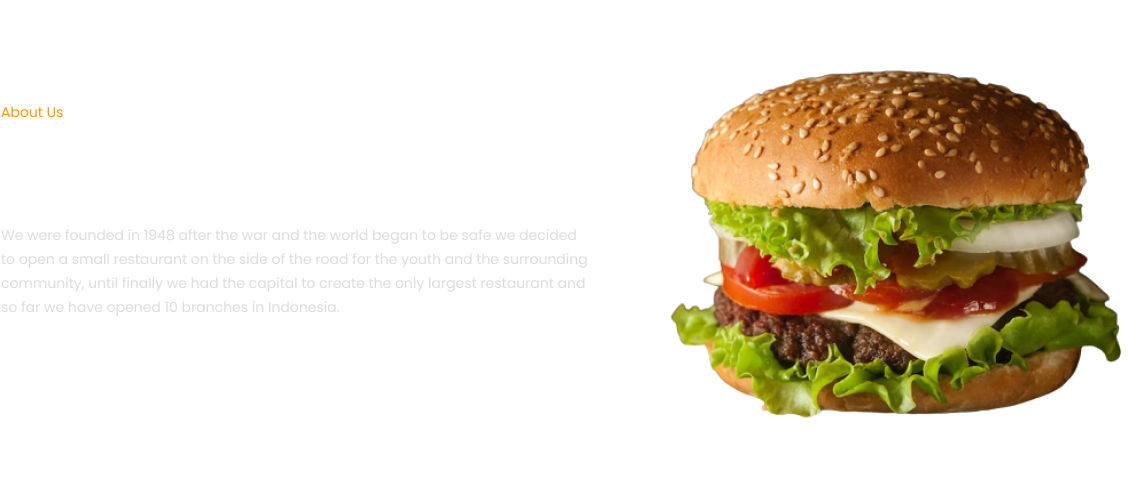 About Us
We were founded in 1948 after the war and the world began to be safe we decided
to open a small restaurant on the side of the road for the youth and the surrounding
community, until finally we had the capital to create the only largest restaurant and
so far we have opened 10 branches in Indonesia.